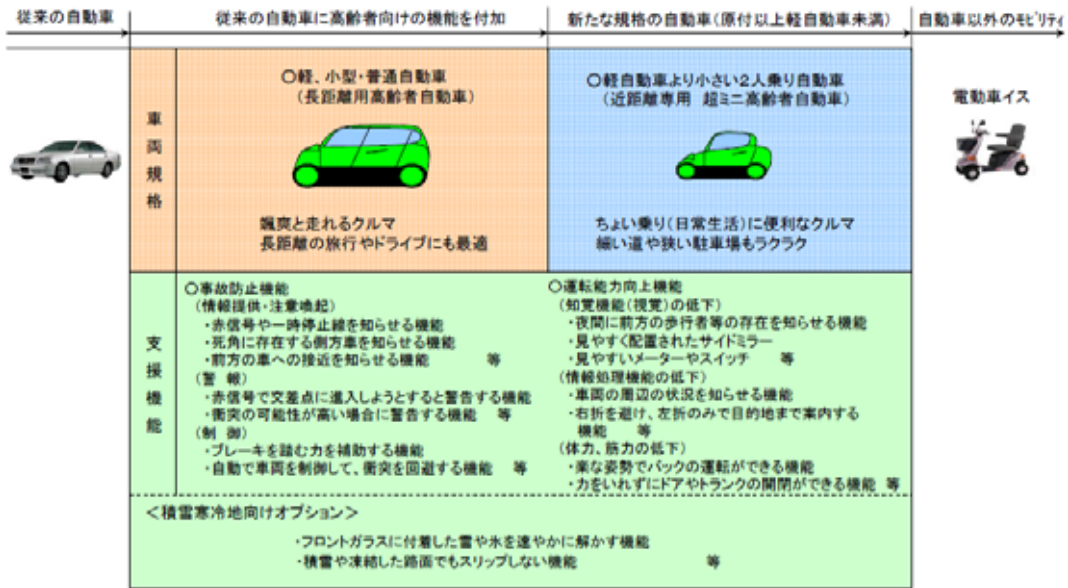 従来の自動車
従来の自動車に高齢者向けの機能を付加
新たな規格の自動車(原付以上軽自動車未満)
自動車以外のモビリティ
車両規格
○軽、小型・普通自動車
(長距離用高齢者自動車)
颯爽と走れるクルマ
長距離の旅行やドライブにも最適
○軽自動車より小さい2人乗り自動車
(近距離専用 超ミニ高齢者自動車)
ちょい乗り(日常生活)に便利なクルマ
細い道や狭い駐車場もラクラク
電動車イス
支援機能
○事故防止機能
(情報提供・注意喚起)
・赤信号や一時停止線を知らせる機能
・死角に存在する側方車を知らせる機能
・前方の車への接近を知らせる機能 等
(警 報)
・赤信号で交差点に進入しようとすると警告する機能
・衝突の可能性が高い場合に警告する機能 等
(制 御)
・ブレーキを踏む力を補助する機能
・自動で車両を制御して、衝突を回避する機能 等
○運転能力向上機能
(知覚機能(視覚)の低下)
・夜間に前方の歩行者等の存在を知らせる機能
・見やすく配置されたサイドミラー
・見やすいメーターやスイッチ 等
(情報処理機能の低下)
・車両の周辺の状況を知らせる機能
・右折を避け、左折のみで目的地まで案内する
機能 等
(体力、筋力の低下)
・楽な姿勢でバックの運転ができる機能
・力をいれずにドアやトランクの開閉ができる機能 等
<積雪寒冷地向けオプション>
・フロントガラスに付着した雪や氷を速やかに解かす機能
・積雪や凍結した路面でもスリップしない機能 等